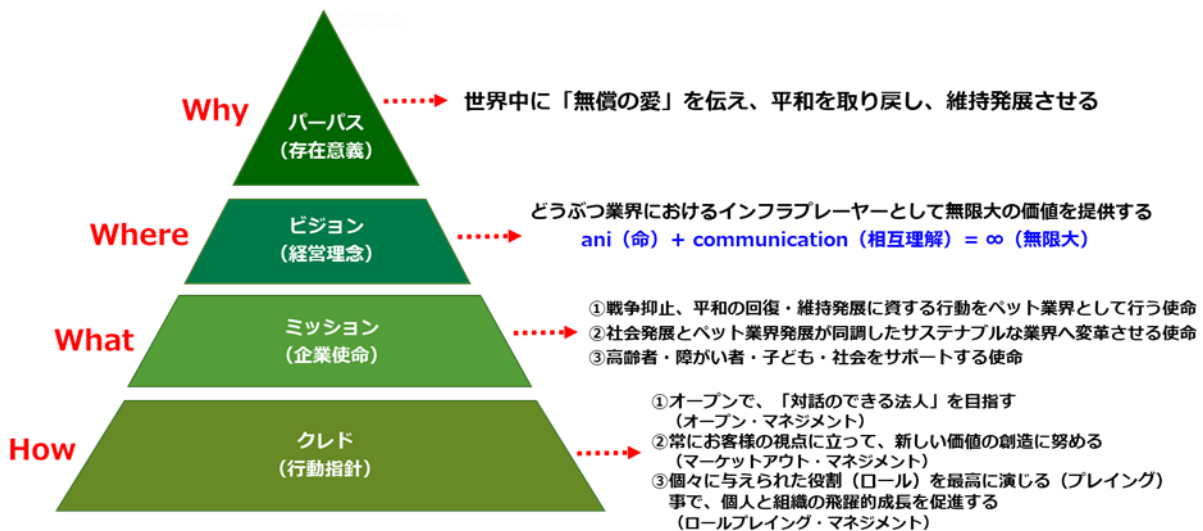 Why
パーパス
（存在意義）
世界中に「無償の愛」を伝え、平和を取り戻し、維持発展させる
Where
ビジョン
（経営理念）
どうぶつ業界におけるインフラプレーヤーとして無限大の価値を提供する
ani（命）+ communication（相互理解）= ∞（無限大）
What
ミッション
（企業使命）
①戦争抑止、平和の回復・維持発展に資する行動をペット業界として行う使命
②社会発展とペット業界発展が同調したサステナブルな業界へ変革させる使命
③高齢者・障がい者・子ども・社会をサポートする使命
How
クレド
（行動指針）
①オープンで、「対話のできる法人」を目指す
（オープン・マネジメント）
②常にお客様の視点に立って、新しい価値の創造に努める
（マーケットアウト・マネジメント）
③個々に与えられた役割（ロール）を最高に演じる（プレイング）
事で、個人と組織の飛躍的成長を促進する
（ロールプレイング・マネジメント）